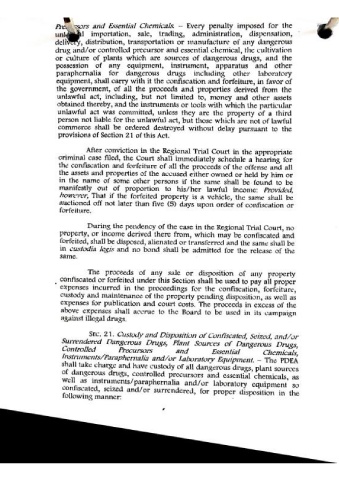 Pre sors and Essential Chemicals. – Every penalty imposed for the
unlawful importation, sale, trading, administration, dispensation,
delivery, distribution, transportation or manufacture of any dangerous
drug and/or controlled precursor and essential chemical, the cultivation
or culture of plants which are sources of dangerous drugs, and the
possession of any equipment, instrument, apparatus and other
paraphernalia for dangerous drugs including other laboratory
equipment, shall carry with it the confiscation and forfeiture, in favor of
the government, of all the proceeds and properties derived from the
unlawful act, including, but not limited to, money and other assets
obtained thereby, and the instruments or tools with which the particular
unlawful act was committed, unless they are the property of a third
person not liable for the unlawful act, but those which are not of lawful
commerce shall be ordered destroyed without delay pursuant to the
provisions of Section 21 of this Act.
After conviction in the Regional Trial Court in the appropriate
criminal case filed, the Court shall immediately schedule a hearing for
the confiscation and forfeiture of all the proceeds of the offense and all
the assets and properties of the accused either owned or held by him or
in the name of some other persons if the same shall be found to be
manifestly out of proportion to his/her lawful income: Provided,
however, That if the forfeited property is a vehicle, the same shall be
auctioned off not later than five (5) days upon order of confiscation or
forfeiture.
During the pendency of the case in the Regional Trial Court, no
property, or income derived there from, which may be confiscated and
forfeited, shall be disposed, alienated or transferred and the same shall be
in custodia legis and no bond shall be admitted for the release of the
same.
The proceeds of any sale or disposition of any property
confiscated or forfeited under this Section shall be used to pay all proper
expenses incurred in the proceedings for the confiscation, forfeiture,
custody and maintenance of the property pending disposition, as well as
expenses for publication and court costs. The proceeds in excess of the
above expenses shall accrue to the Board to be used in its campaign
against illegal drugs.
SEC. 21. Custody and Disposition of Confiscated, Seized, and/or
Surrendered Dangerous Drugs, Plant Sources of Dangerous Drugs,
Controlled Precursors and Essential Chemicals,
Instruments/Paraphernalia and/or Laboratory Equipment. – The PDEA
shall take charge and have custody of all dangerous drugs, plant sources
of dangerous drugs, controlled precursors and essential chemicals, as
well as instruments/paraphernalia and/or laboratory equipment so
confiscated, seized and/or surrendered, for proper disposition in the
following manner: